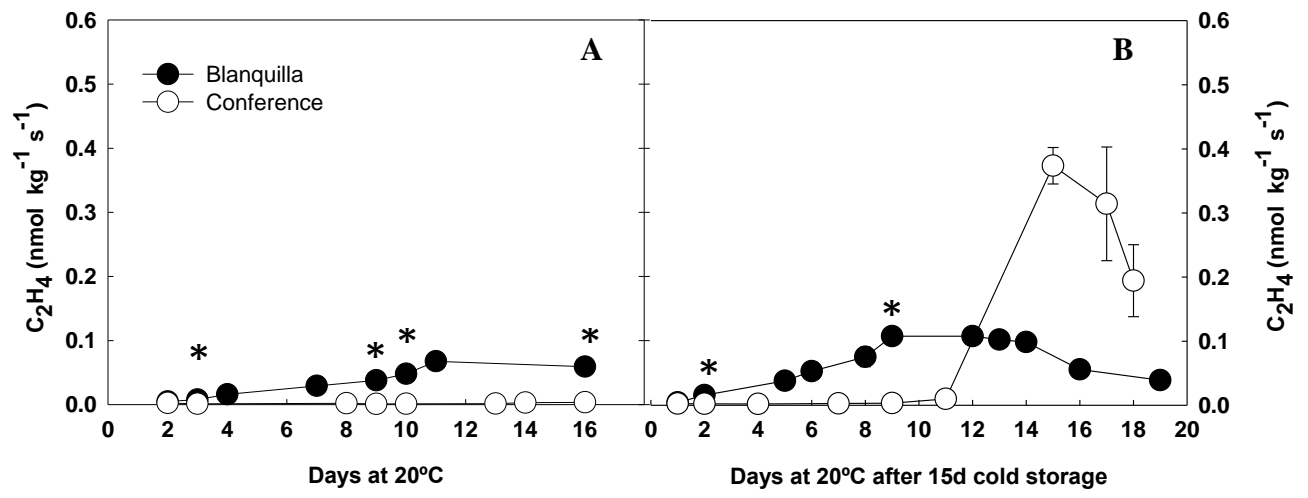 0.6
0.5
0.4
0.3
0.2
0.1
0.0
C2H4 (nmol kg-1 s-1)
A
Blanquilla
Conference
*
*
*
*
0 2 4 6 8 10 12 14 16
Days at 20ºC
B
*
*
0 2 4 6 8 10 12 14 16 18 20
Days at 20ºC after 15d cold storage
0.6
0.5
0.4
0.3
0.2
0.1
0.0
C2H4 (nmol kg-1 s-1)